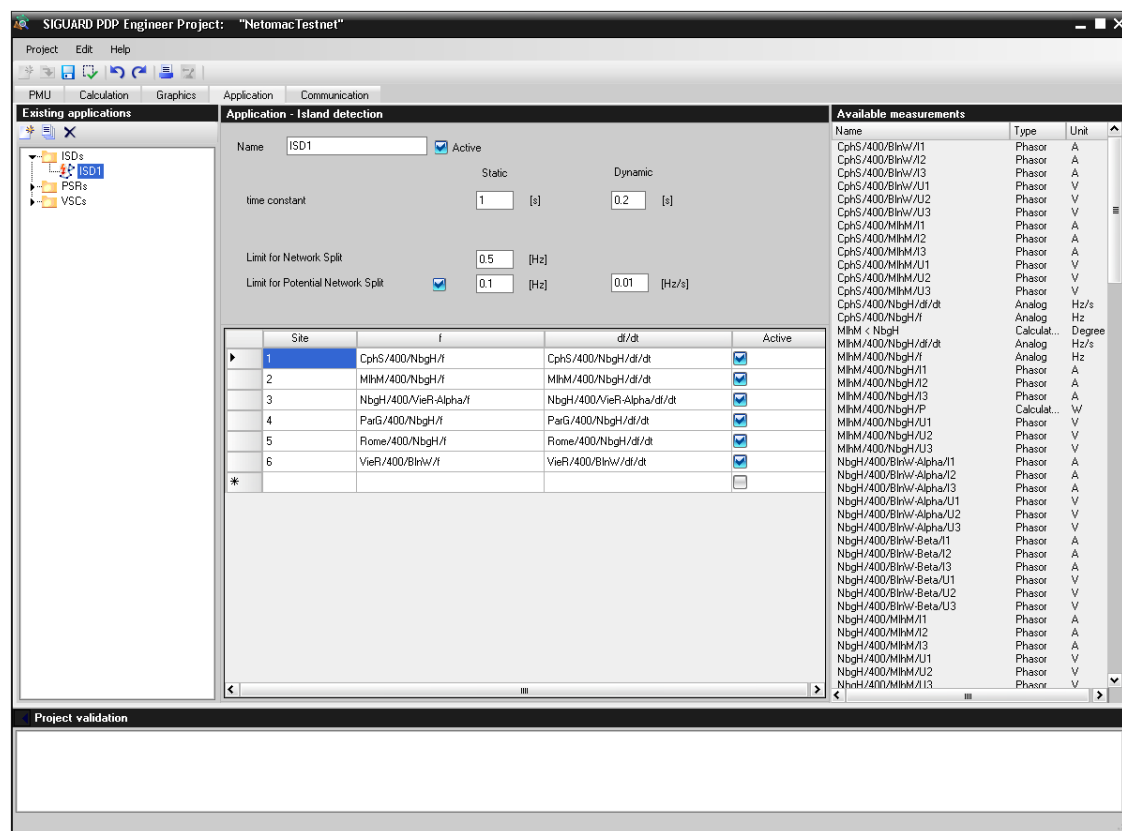 SIGUARD PDP Engineer Project: "NetomacTestnet"
Project Edit Help
PMU Calculation Graphics Application Communication
Existing applications
ISDs
ISD1
PSRs
VSCs
Application - Island detection
Name ISD1 Active
Static Dynamic
time constant 1 [s] 0.2 [s]
Limit for Network Split 0.5 [Hz]
Limit for Potential Network Split 0.1 [Hz] 0.01 [Hz/s]
Site f df/dt Active
1 CphS/400/NbgH/f CphS/400/NbgH/df/dt
2 MlhM/400/NbgH/f MlhM/400/NbgH/df/dt
3 NbgH/400/VieR-Alpha/f NbgH/400/VieR-Alpha/df/dt
4 ParG/400/NbgH/f ParG/400/NbgH/df/dt
5 Rome/400/NbgH/f Rome/400/NbgH/df/dt
6 VieR/400/BlnW/f VieR/400/BlnW/df/dt
*
Available measurements
Name Type Unit
CphS/400/BlnW/I1 Phasor A
CphS/400/BlnW/I2 Phasor A
CphS/400/BlnW/I3 Phasor A
CphS/400/BlnW/U1 Phasor V
CphS/400/BlnW/U2 Phasor V
CphS/400/BlnW/U3 Phasor V
CphS/400/MlhM/I1 Phasor A
CphS/400/MlhM/I2 Phasor A
CphS/400/MlhM/I3 Phasor A
CphS/400/MlhM/U1 Phasor V
CphS/400/MlhM/U2 Phasor V
CphS/400/MlhM/U3 Phasor V
CphS/400/NbgH/df/dt Analog Hz/s
CphS/400/NbgH/f Analog Hz
MlhM < NbgH Calculat... Degree
MlhM/400/NbgH/df/dt Analog Hz/s
MlhM/400/NbgH/f Analog Hz
MlhM/400/NbgH/I1 Phasor A
MlhM/400/NbgH/I2 Phasor A
MlhM/400/NbgH/I3 Phasor A
MlhM/400/NbgH/P Calculat... W
MlhM/400/NbgH/U1 Phasor V
MlhM/400/NbgH/U2 Phasor V
MlhM/400/NbgH/U3 Phasor V
NbgH/400/BlnW-Alpha/I1 Phasor A
NbgH/400/BlnW-Alpha/I2 Phasor A
NbgH/400/BlnW-Alpha/I3 Phasor A
NbgH/400/BlnW-Alpha/U1 Phasor V
NbgH/400/BlnW-Alpha/U2 Phasor V
NbgH/400/BlnW-Alpha/U3 Phasor V
NbgH/400/BlnW-Beta/I1 Phasor A
NbgH/400/BlnW-Beta/I2 Phasor A
NbgH/400/BlnW-Beta/I3 Phasor A
NbgH/400/BlnW-Beta/U1 Phasor V
NbgH/400/BlnW-Beta/U2 Phasor V
NbgH/400/BlnW-Beta/U3 Phasor V
NbgH/400/MlhM/I1 Phasor A
NbgH/400/MlhM/I2 Phasor A
NbgH/400/MlhM/I3 Phasor A
NbgH/400/MlhM/U1 Phasor V
NbgH/400/MlhM/U2 Phasor V
NbgH/400/MlhM/U3 Phasor V
Project validation